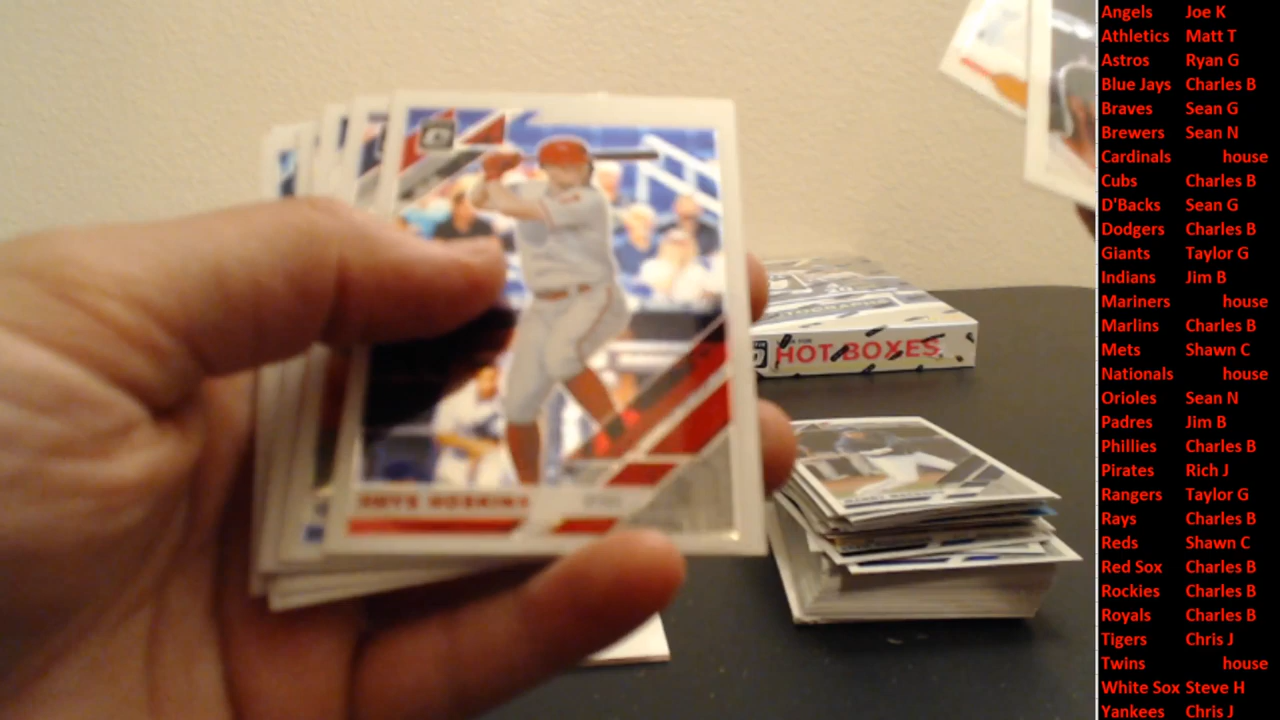 RHYS HOSKINS
HOT BOXES
Angels Joe K
Athletics Matt T
Astros Ryan G
Blue Jays Charles B
Braves Sean G
Brewers Sean N
Cardinals house
Cubs Charles B
D'Backs Sean G
Dodgers Charles B
Giants Taylor G
Indians Jim B
Mariners house
Marlins Charles B
Mets Shawn C
Nationals house
Orioles Sean N
Padres Jim B
Phillies Charles B
Pirates Rich J
Rangers Taylor G
Rays Charles B
Reds Shawn C
Red Sox Charles B
Rockies Charles B
Royals Charles B
Tigers Chris J
Twins house
White Sox Steve H
Yankees Chris J